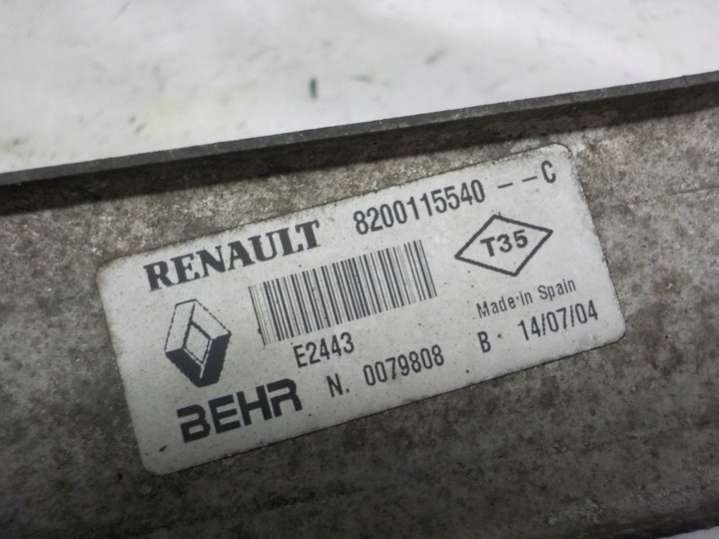 RENAULT 8200115540--C
T35
E2443
Made in Spain
BEHR N. 0079808 B 14/07/04